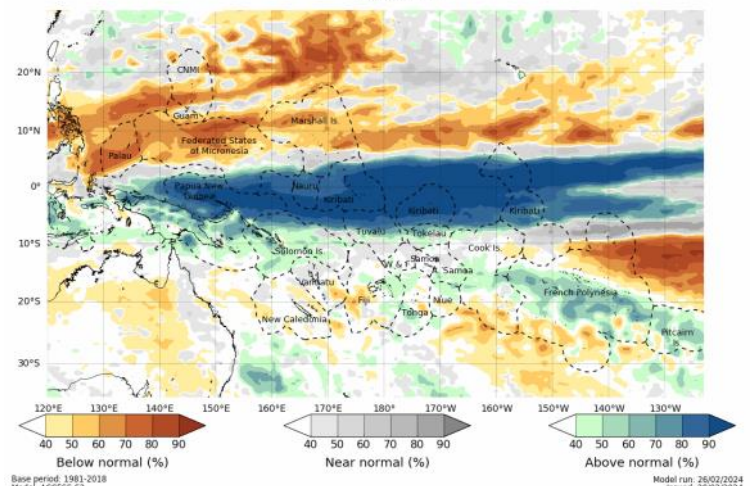 20°N
10°N
0°
10°S
20°S
30°S
CNMI
Guam
Marshall Is.
Palau
Federated States
of Micronesia
Papua New
Guinea
Nauru
Kiribati
Kiribati
Kiribati
Tuvalu
Tokelau
Solomon Is.
Cook Is.
W & F
Samoa
A. Samoa
Vanuatu
Fiji
Niue
French Polynesia
Tonga
New Caledonia
Pitcairn
Is.
120°E 130°E 140°E 150°E 160°E 170°E 180° 170°W 160°W 150°W 140°W 130°W
40 50 60 70 80 90
Below normal (%)
40 50 60 70 80 90
Near normal (%)
40 50 60 70 80 90
Above normal (%)
Base period: 1981-2018
Model run: 26/02/2024